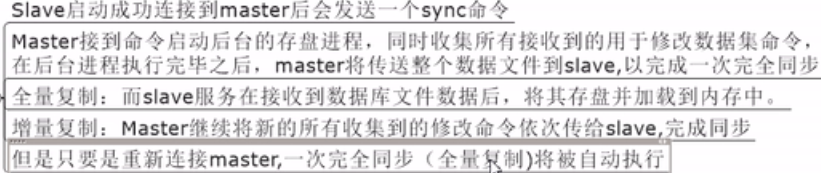 Slave启动成功连接到master后会发送一个sync命令
Master接到命令启动后台的存盘进程，同时收集所有接收到的用于修改数据集命令，
在后台进程执行完毕之后，master将传送整个数据文件到slave,以完成一次完全同步
全量复制：而slave服务在接收到数据库文件数据后，将其存盘并加载到内存中。
增量复制：Master继续将新的所有收集到的修改命令依次传给slave,完成同步
但是只要是重新连接master,一次完全同步（全量复制)将被自动执行